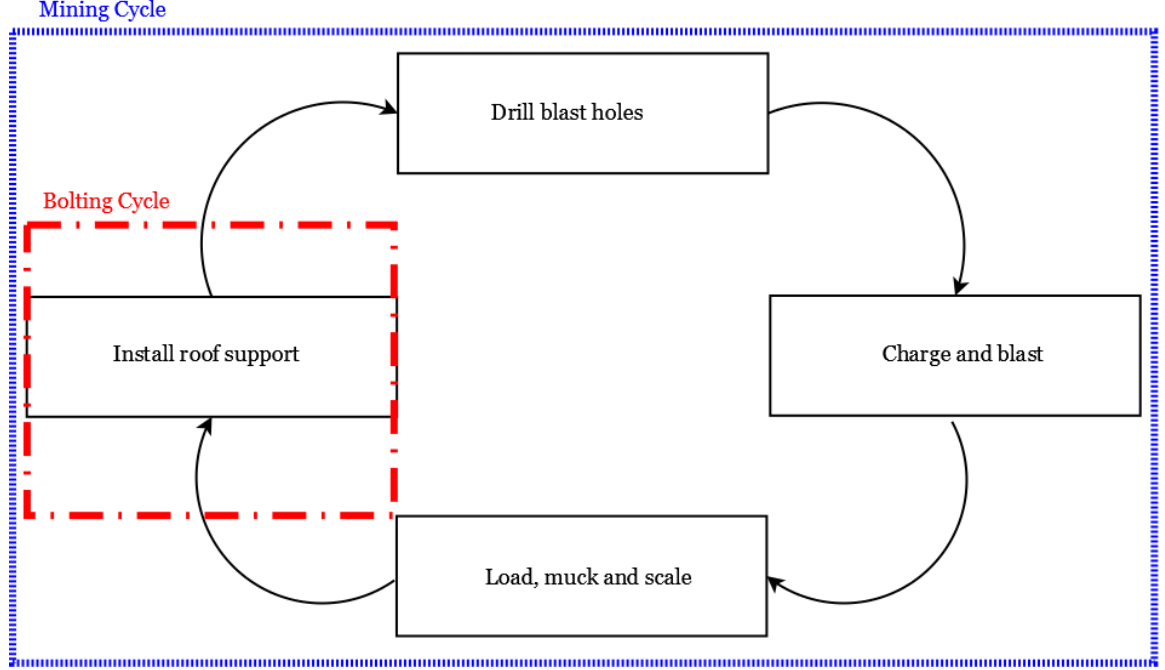 Mining Cycle
Drill blast holes
Bolting Cycle
Install roof support
Charge and blast
Load, muck and scale